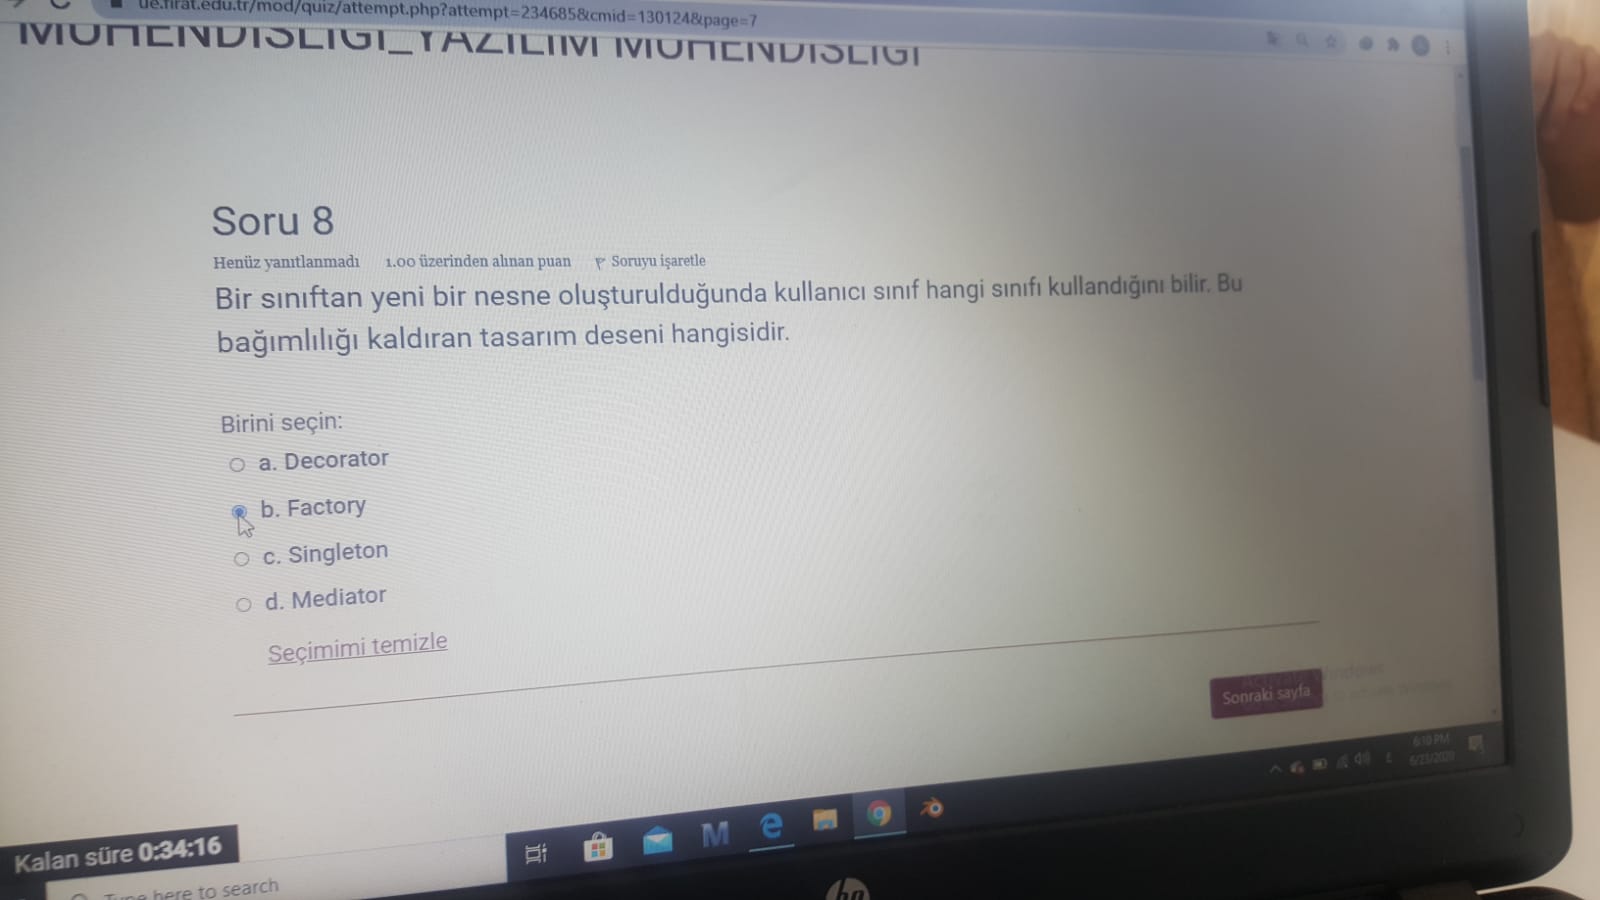 ue.firat.edu.tr/mod/quiz/attempt.php?attempt=234685&cmid=130124&page=7
MÜHENDİSLİĞİ_YAZILIM MÜHENDİSLİĞİ
Soru 8
Henüz yanıtlanmadı 1.00 üzerinden alınan puan Soruyu işaretle
Bir sınıftan yeni bir nesne oluşturulduğunda kullanıcı sınıf hangi sınıfı kullandığını bilir. Bu
bağımlılığı kaldıran tasarım deseni hangisidir.
Birini seçin:
a. Decorator
b. Factory
c. Singleton
d. Mediator
Seçimimi temizle
Activate Windows
Sonraki sayfa
6:10 PM
6/23/2020
Kalan süre 0:34:16
Type here to search
hp